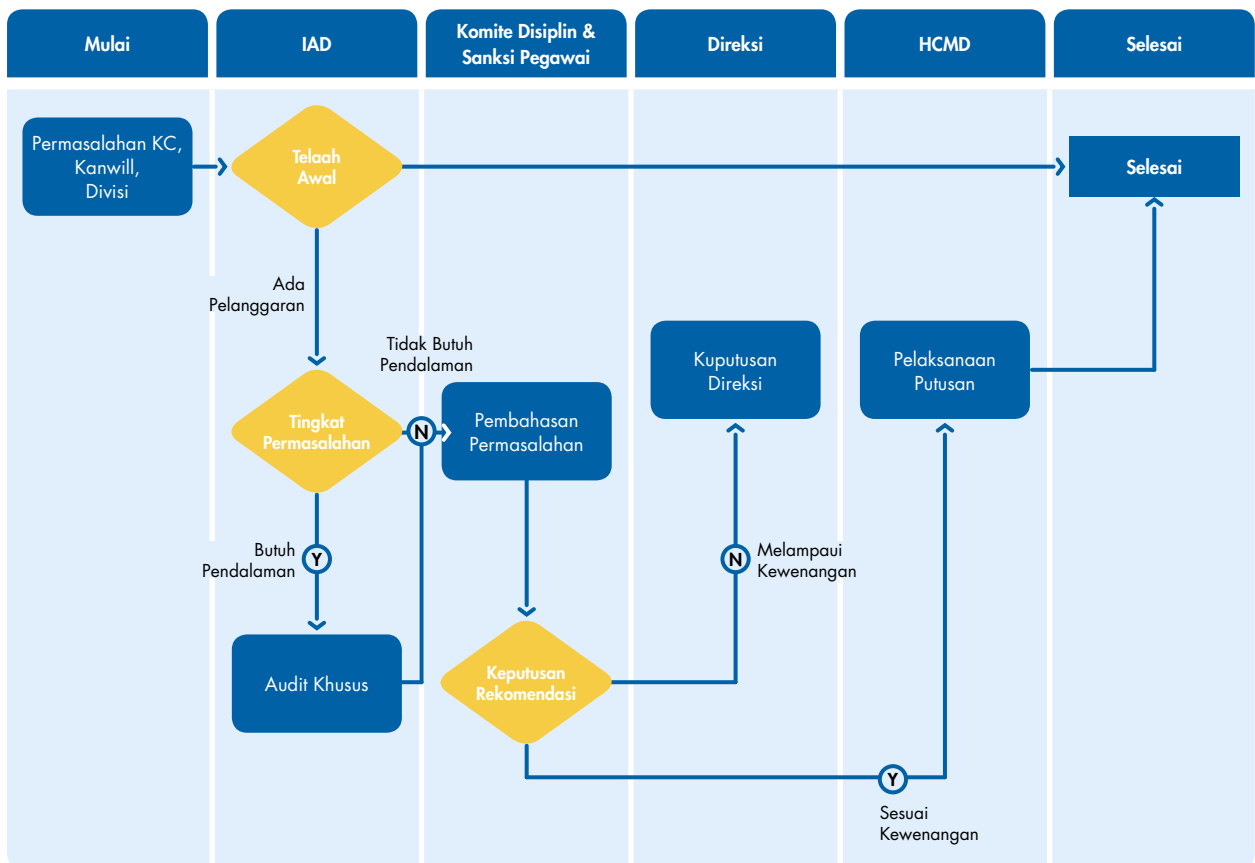 Mulai
IAD
Komite Disiplin &
Sanksi Pegawai
Direksi
HCMD
Selesai
Permasalahan KC,
Kanwill,
Divisi
Telaah
Awal
Selesai
Ada
Pelanggaran
Tidak Butuh
Pendalaman
Tingkat
Permasalahan
N
Pembahasan
Permasalahan
Kuputusan
Direksi
Pelaksanaan
Putusan
Butuh
Pendalaman
Y
N
Melampaui
Kewenangan
Audit Khusus
Keputusan
Rekomendasi
Y
Sesuai
Kewenangan